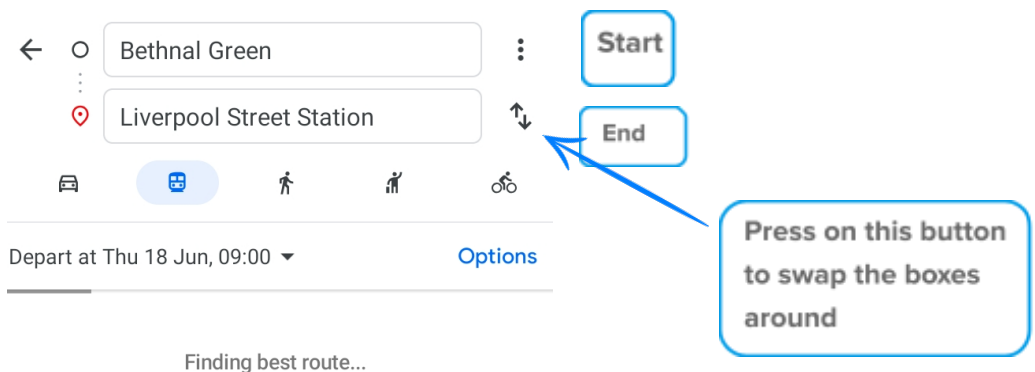 Bethnal Green
Start
Liverpool Street Station
End
Depart at Thu 18 Jun, 09:00
Options
Press on this button
to swap the boxes
around
Finding best route...